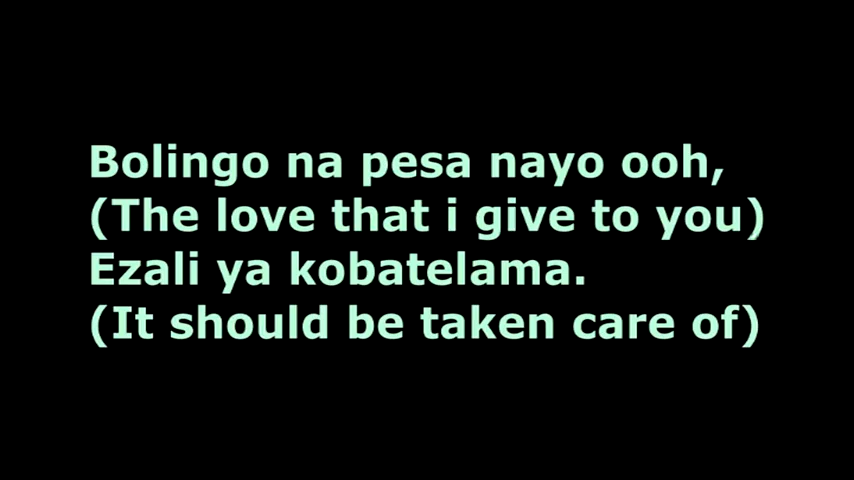 Bolingo na pesa nayo ooh,
(The love that i give to you)
Ezali ya kobatelama.
(It should be taken care of)